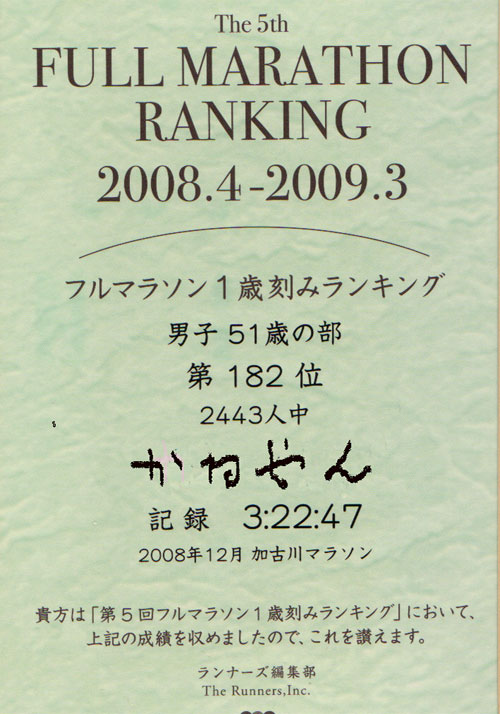 The 5th
FULL MARATHON
RANKING
2008.4-2009.3
フルマラソン1歳刻みランキング
男子 51歳の部
第 182 位
2443人中
かねやん
記録 3:22:47
2008年12月 加古川マラソン
貴方は「第5回フルマラソン1歳刻みランキング」において、
上記の成績を収めましたので、これを讃えます。
ランナーズ編集部
The Runners,Inc.